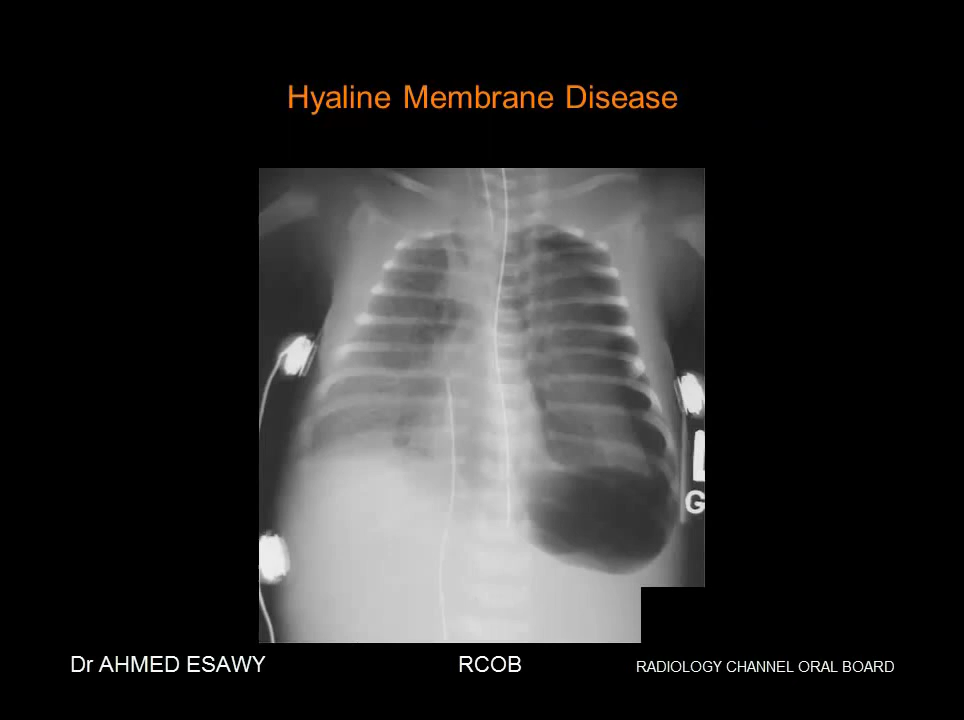 Hyaline Membrane Disease
L
G
Dr AHMED ESAWY
RCOB
RADIOLOGY CHANNEL ORAL BOARD